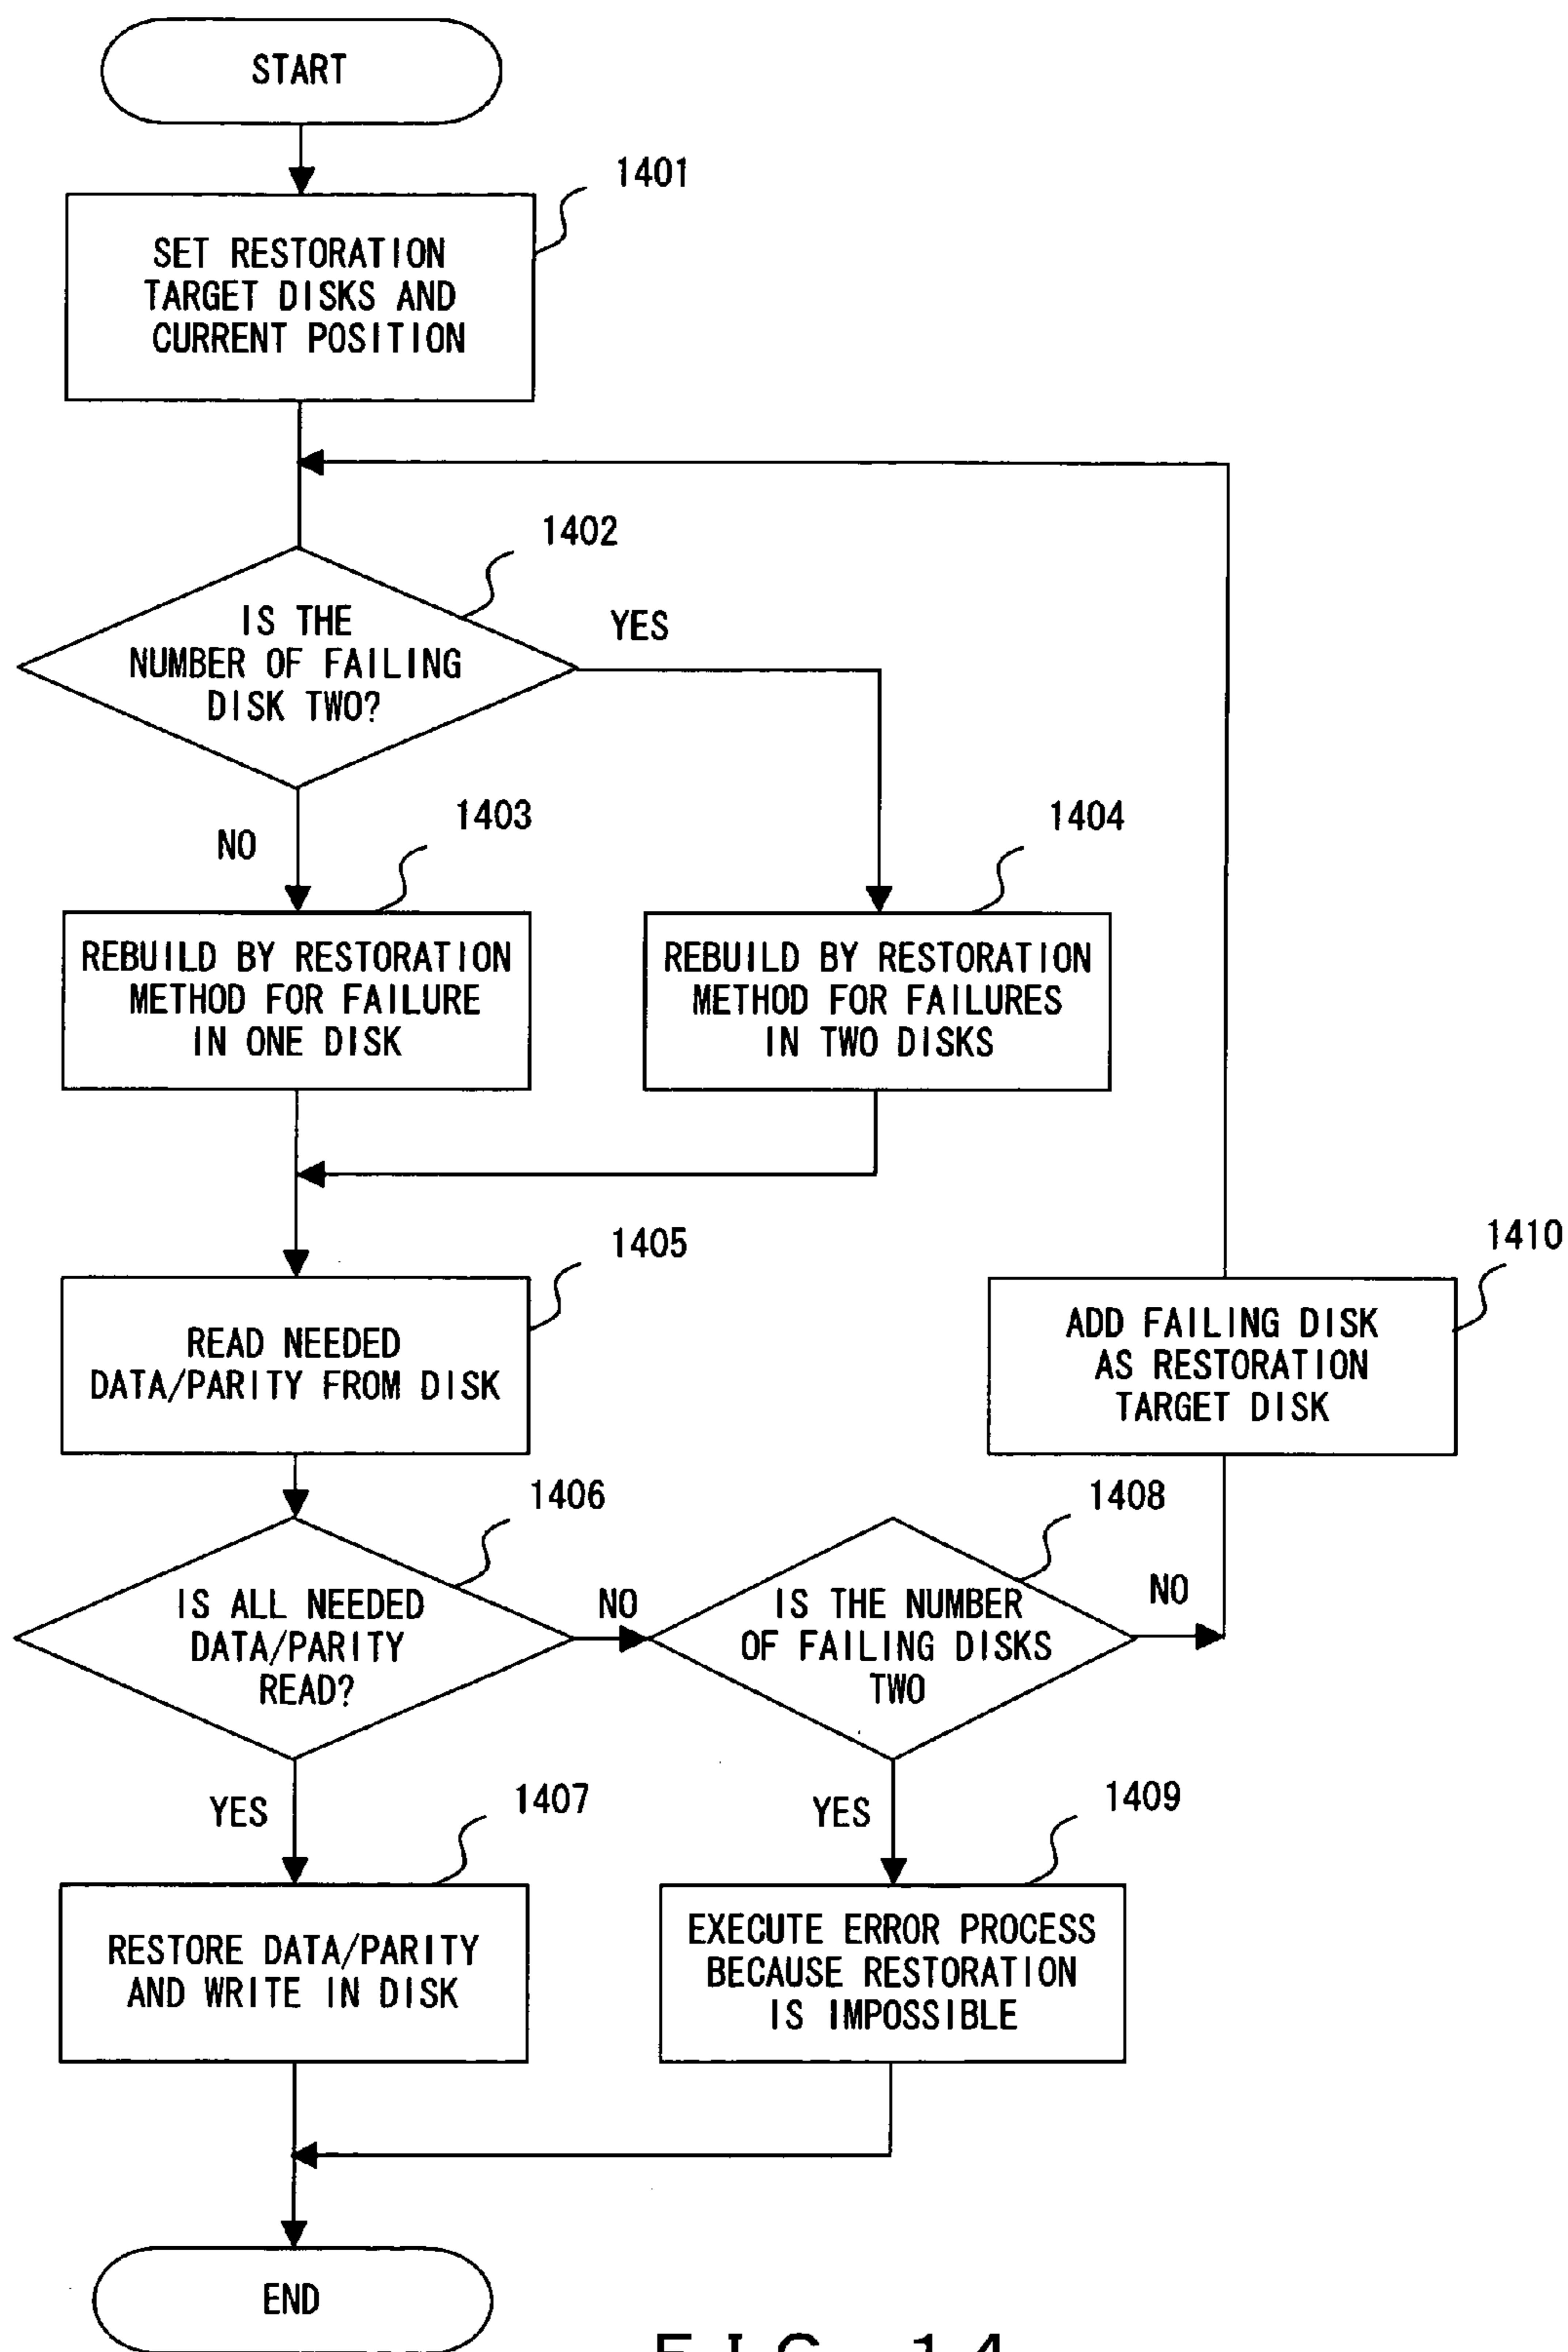 START
1401
SET RESTORATION
TARGET DISKS AND
CURRENT POSITION
1402
IS THE
NUMBER OF FAILING
DISK TWO?
YES
NO
1403
1404
REBUILD BY RESTORATION
METHOD FOR FAILURE
IN ONE DISK
REBUILD BY RESTORATION
METHOD FOR FAILURES
IN TWO DISKS
1405
1410
READ NEEDED
DATA/PARITY FROM DISK
ADD FAILING DISK
AS RESTORATION
TARGET DISK
1406
1408
IS ALL NEEDED
DATA/PARITY
READ?
NO
IS THE NUMBER
OF FAILING DISKS
TWO
NO
YES
1407
YES
1409
RESTORE DATA/PARITY
AND WRITE IN DISK
EXECUTE ERROR PROCESS
BECAUSE RESTORATION
IS IMPOSSIBLE
END
FIG. 14